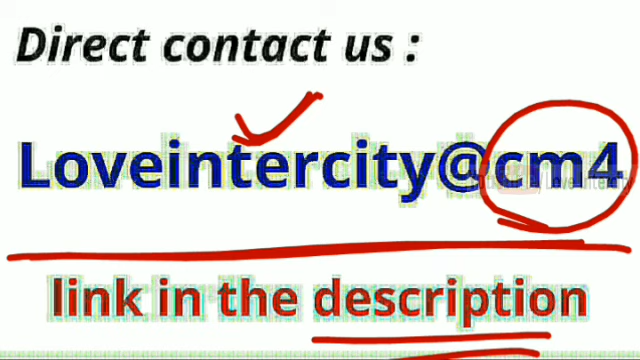 Direct contact us :
Loveintercity@cm4
link in the description